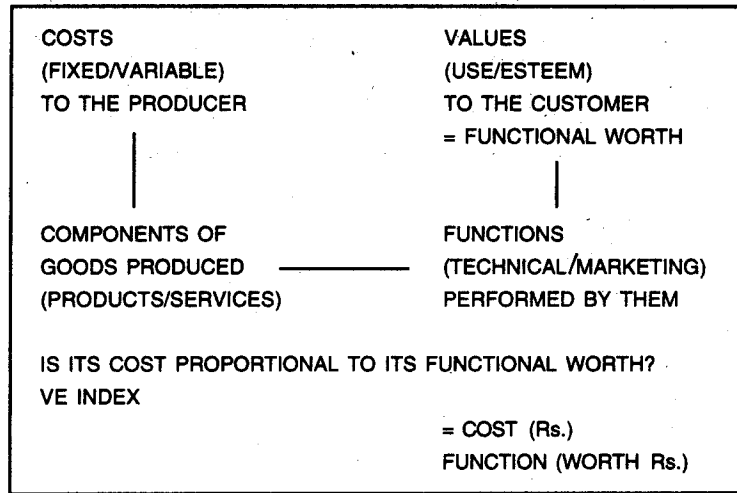 COSTS
(FIXED/VARIABLE)
TO THE PRODUCER
VALUES
(USE/ESTEEM)
TO THE CUSTOMER
= FUNCTIONAL WORTH
COMPONENTS OF
GOODS PRODUCED
(PRODUCTS/SERVICES)
FUNCTIONS
(TECHNICAL/MARKETING)
PERFORMED BY THEM
IS ITS COST PROPORTIONAL TO ITS FUNCTIONAL WORTH?
VE INDEX
= COST (Rs.)
FUNCTION (WORTH Rs.)